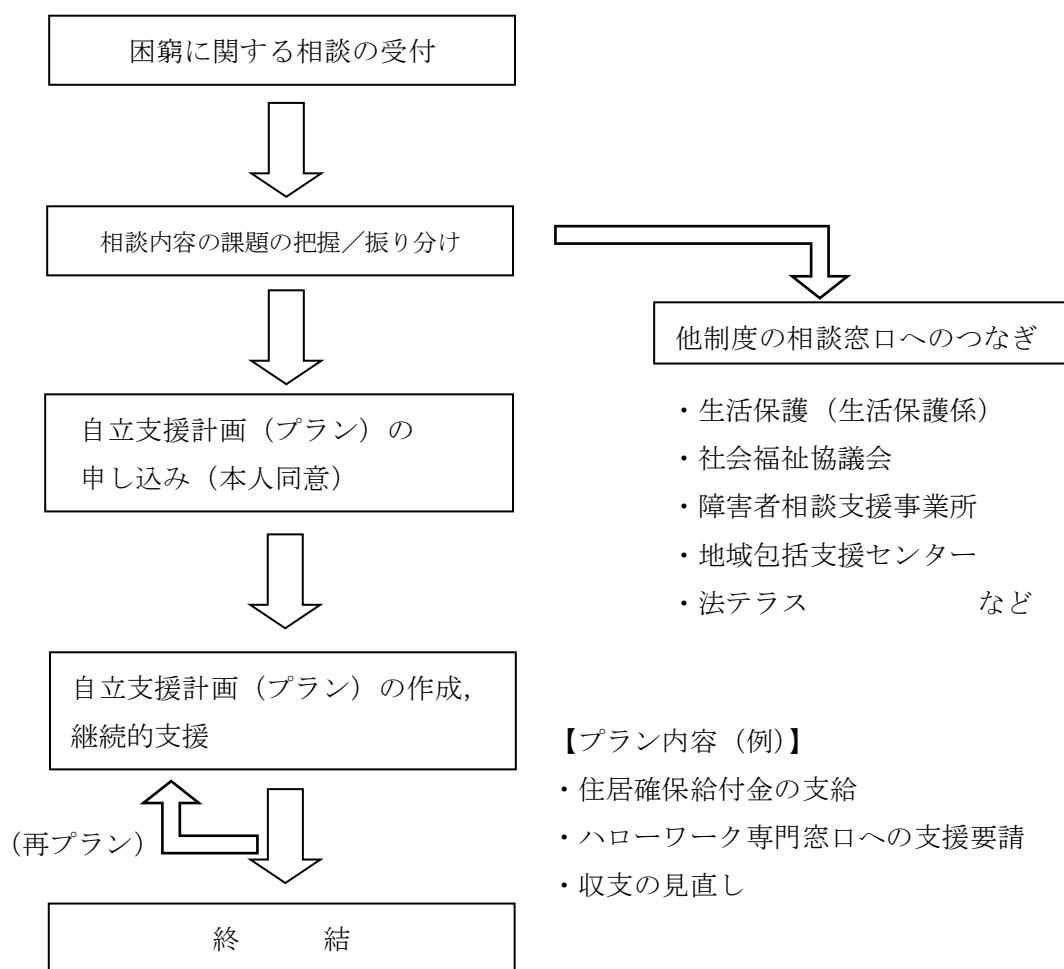 困窮に関する相談の受付
相談内容の課題の把握／振り分け
他制度の相談窓口へのつなぎ
・生活保護（生活保護係）
・社会福祉協議会
・障害者相談支援事業所
・地域包括支援センター
・法テラス　　　　　など
自立支援計画（プラン）の
申し込み（本人同意）
自立支援計画（プラン）の作成，
継続的支援
【プラン内容（例）】
・住居確保給付金の支給
・ハローワーク専門窓口への支援要請
・収支の見直し
（再プラン）
終　　　結